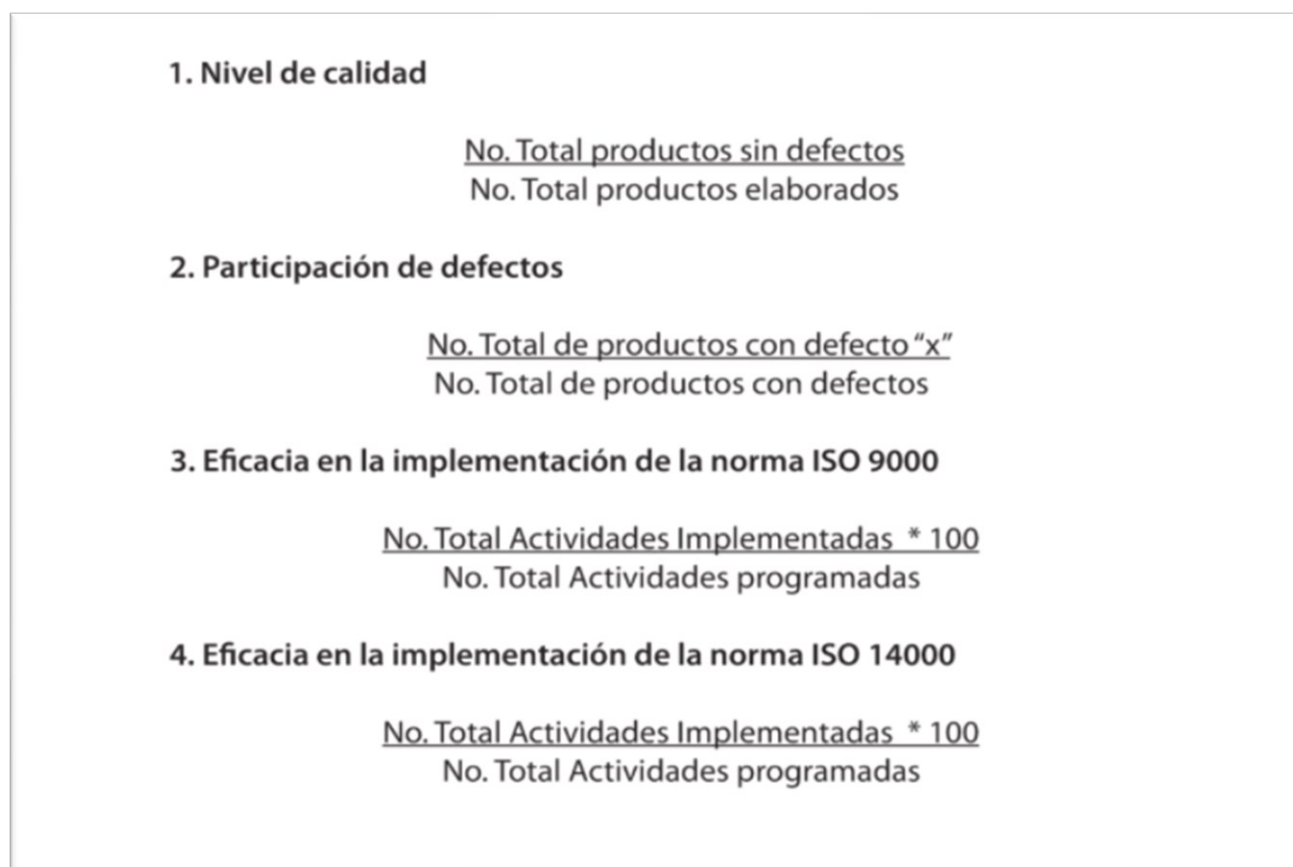 1. Nivel de calidad
No. Total productos sin defectos
No. Total productos elaborados
2. Participación de defectos
No. Total de productos con defecto “x”
No. Total de productos con defectos
3. Eficacia en la implementación de la norma ISO 9000
No. Total Actividades Implementadas * 100
No. Total Actividades programadas
4. Eficacia en la implementación de la norma ISO 14000
No. Total Actividades Implementadas * 100
No. Total Actividades programadas